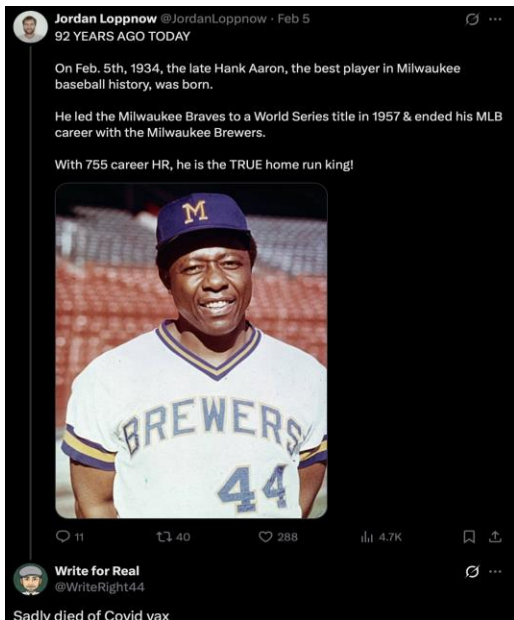 Jordan Loppnow @JordanLoppnow · Feb 5
92 YEARS AGO TODAY
On Feb. 5th, 1934, the late Hank Aaron, the best player in Milwaukee
baseball history, was born.
He led the Milwaukee Braves to a World Series title in 1957 & ended his MLB
career with the Milwaukee Brewers.
With 755 career HR, he is the TRUE home run king!
M
BREWERS
44
11 40 288 4.7K
Write for Real
@WriteRight44
Sadly died of Covid vax